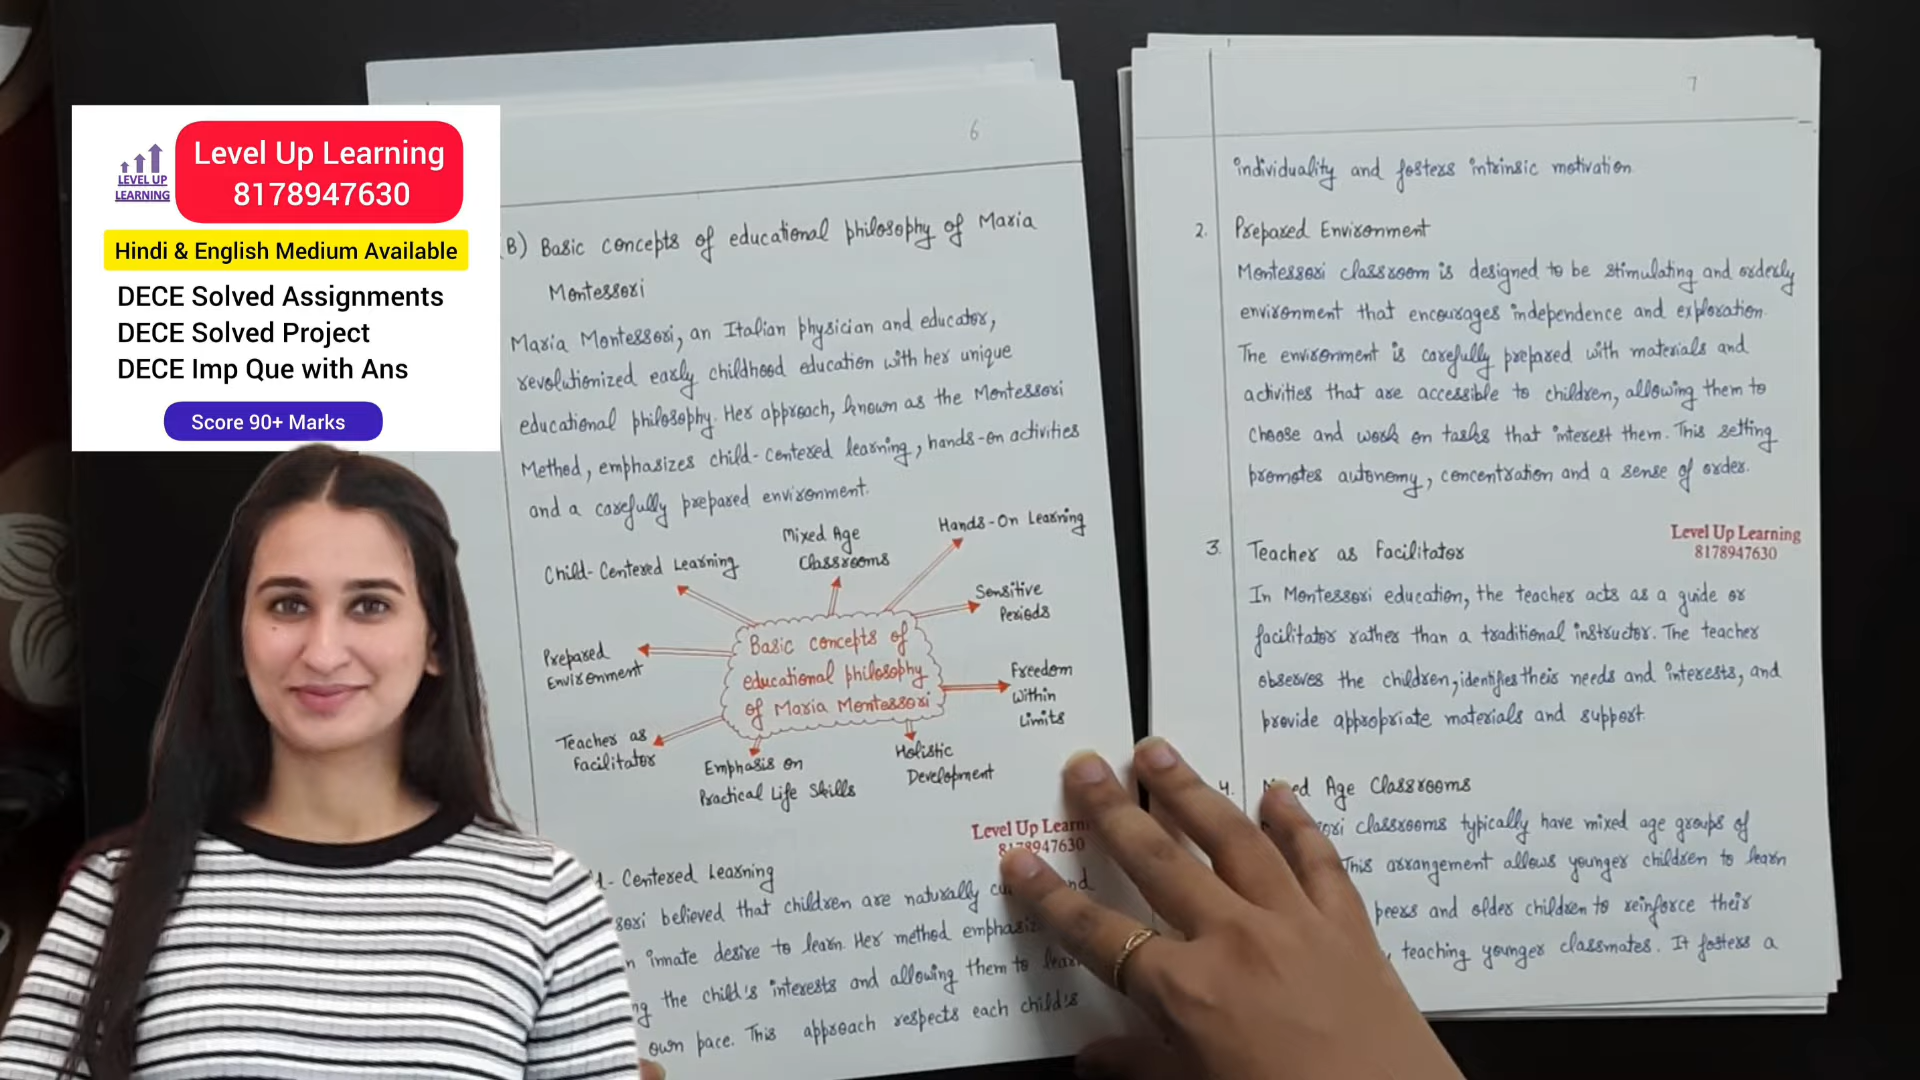 LEVEL UP
LEARNING
Level Up Learning
8178947630
Hindi & English Medium Available
DECE Solved Assignments
DECE Solved Project
DECE Imp Que with Ans
Score 90+ Marks
6
B) Basic concepts of educational philosophy of Maria
Montessori
Maria Montessori, an Italian physician and educator,
revolutionized early childhood education with her unique
educational philosophy. Her approach, known as the Montessori
Method, emphasizes child-centered learning, hands-on activities
and a carefully prepared environment.
Child-Centered Learning
Mixed Age
Classrooms
Hands-On Learning
Sensitive
Periods
Prepared
Environment
Basic concepts of
educational philosophy
of Maria Montessori
Freedom
Within
Limits
Teacher as
Facilitator
Emphasis on
Practical Life Skills
Holistic
Development
Level Up Learn
8178947630
- Centered Learning
believed that children are naturally
innate desire to learn. Her method
the child's interests and allowing them to
own pace. This approach respects each child's
7
individuality and fosters intrinsic motivation
2. Prepared Environment
Montessori classroom is designed to be stimulating and orderly
environment that encourages independence and exploration.
The environment is carefully prepared with materials and
activities that are accessible to children, allowing them to
choose and work on tasks that interest them. This setting
promotes autonomy, concentration and a sense of order.
Level Up Learning
8178947630
3. Teacher as Facilitator
In Montessori education, the teacher acts as a guide or
facilitator rather than a traditional instructor. The teacher
observes the children, identifies their needs and interests, and
provide appropriate materials and support.
4. Age Classrooms
classrooms typically have mixed age groups of
This arrangement allows younger children to learn
peers and older children to reinforce their
teaching younger classmates. It fosters a